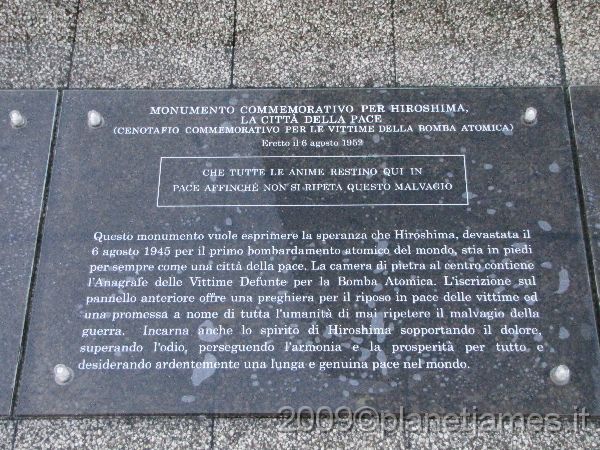 MONUMENTO COMMEMORATIVO PER HIROSHIMA,
LA CITTÀ DELLA PACE
(CENOTAFIO COMMEMORATIVO PER LE VITTIME DELLA BOMBA ATOMICA)
Eretto il 6 agosto 1952
CHE TUTTE LE ANIME RESTINO QUI IN
PACE AFFINCHÉ NON SI RIPETA QUESTO MALVAGIO
Questo monumento vuole esprimere la speranza che Hiroshima, devastata il
6 agosto 1945 per il primo bombardamento atomico del mondo, stia in piedi
per sempre come una città della pace. La camera di pietra al centro contiene
l'Anagrafe delle Vittime Defunte per la Bomba Atomica. L'iscrizione sul
pannello anteriore offre una preghiera per il riposo in pace delle vittime ed
una promessa a nome di tutta l'umanità di mai ripetere il malvagio della
guerra. Incarna anche lo spirito di Hiroshima sopportando il dolore,
superando l'odio, perseguendo l'armonia e la prosperità per tutto e
desiderando ardentemente una lunga e genuina pace nel mondo.
2009©planetjames.it